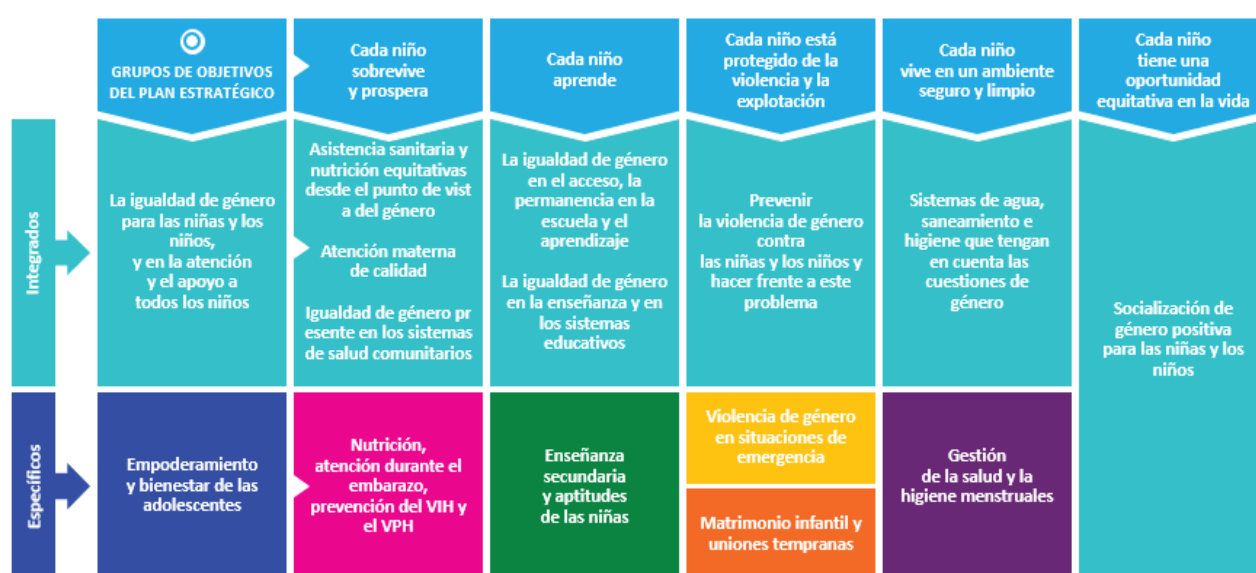 GRUPOS DE OBJETIVOS
DEL PLAN ESTRATÉGICO
Cada niño
sobrevive
y prospera
Cada niño
aprende
Cada niño está
protegido de la
violencia y la
explotación
Cada niño
vive en un ambiente
seguro y limpio
Cada niño
tiene una
oportunidad
equitativa en la vida
Integrados
La igualdad de género
para las niñas y los
niños,
y en la atención
y el apoyo a
todos los niños
Asistencia sanitaria y
nutrición equitativas
desde el punto de vist
a del género
Atención materna
de calidad
Igualdad de género pr
esente en los sistemas
de salud comunitarios
La igualdad de género
en el acceso, la
permanencia en la
escuela y el
aprendizaje
La igualdad de género
en la enseñanza y en
los sistemas
educativos
Prevenir
la violencia de género
contra
las niñas y los niños y
hacer frente a este
problema
Sistemas de agua,
saneamiento e
higiene que tengan
en cuenta las
cuestiones de
género
Socialización de
género positiva
para las niñas y los
niños
Específicos
Empoderamiento
y bienestar de las
adolescentes
Nutrición,
atención durante el
embarazo,
prevención del VIH y
el VPH
Enseñanza
secundaria
y aptitudes
de las niñas
Violencia de género
en situaciones de
emergencia
Matrimonio infantil y
uniones tempranas
Gestión
de la salud y la
higiene menstruales